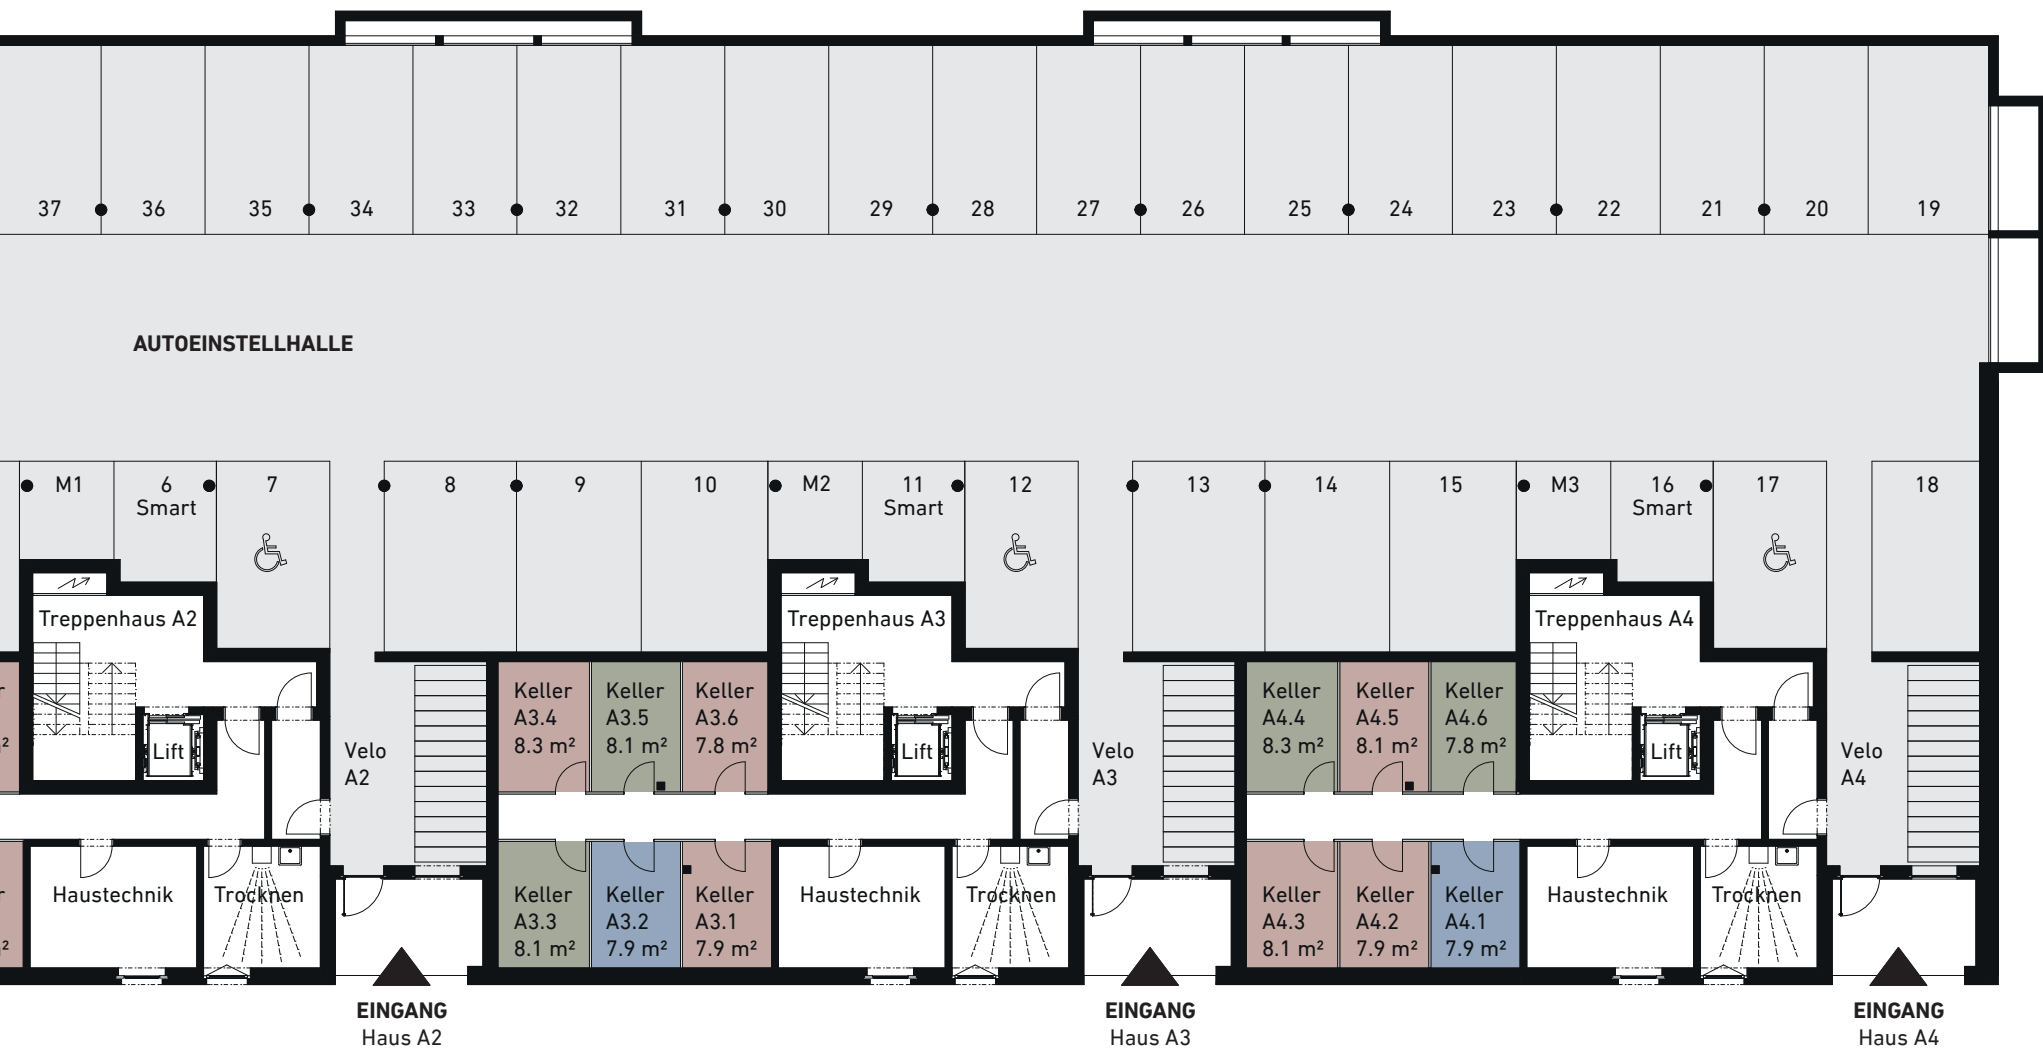 37 36 35 34 33 32 31 30 29 28 27 26 25 24 23 22 21 20 19
AUTOEINSTELLHALLE
M1 6 7 8 9 10 M2 11 12 13 14 15 M3 16 17 18
Smart Smart Smart
Treppenhaus A2 Treppenhaus A3 Treppenhaus A4
Keller Keller Keller Keller Keller Keller
A3.4 A3.5 A3.6 A4.4 A4.5 A4.6
8.3 m² 8.1 m² 7.8 m² 8.3 m² 8.1 m² 7.8 m²
Lift Velo Lift Velo Lift Velo
A2 A3 A4
Haustechnik Trocknen Keller Keller Keller Haustechnik Trocknen Keller Keller Keller Haustechnik Trocknen
A3.3 A3.2 A3.1 A4.3 A4.2 A4.1
8.1 m² 7.9 m² 7.9 m² 8.1 m² 7.9 m² 7.9 m²
EINGANG EINGANG EINGANG
Haus A2 Haus A3 Haus A4